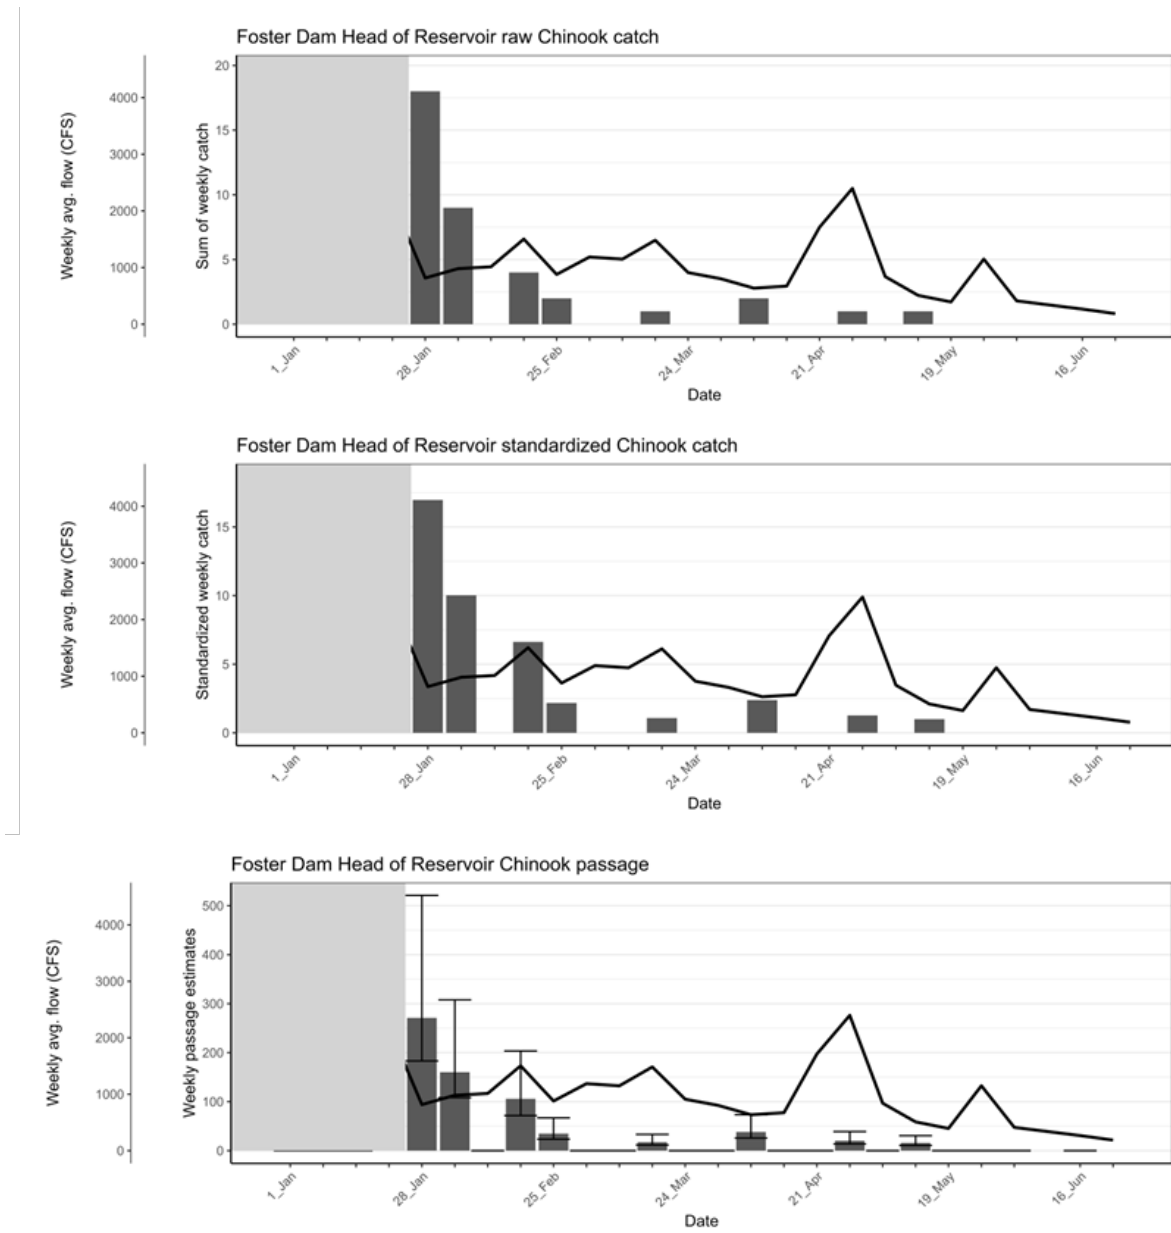 Foster Dam Head of Reservoir raw Chinook catch
Weekly avg. flow (CFS)
4000
3000
2000
1000
0
Sum of weekly catch
20
15
10
5
0
1_Jan
28_Jan
25_Feb
24_Mar
21_Apr
19_May
16_Jun
Date
Foster Dam Head of Reservoir standardized Chinook catch
Weekly avg. flow (CFS)
4000
3000
2000
1000
0
Standardized weekly catch
15
10
5
0
1_Jan
28_Jan
25_Feb
24_Mar
21_Apr
19_May
16_Jun
Date
Foster Dam Head of Reservoir Chinook passage
Weekly avg. flow (CFS)
4000
3000
2000
1000
0
Weekly passage estimates
500
400
300
200
100
0
1_Jan
28_Jan
25_Feb
24_Mar
21_Apr
19_May
16_Jun
Date